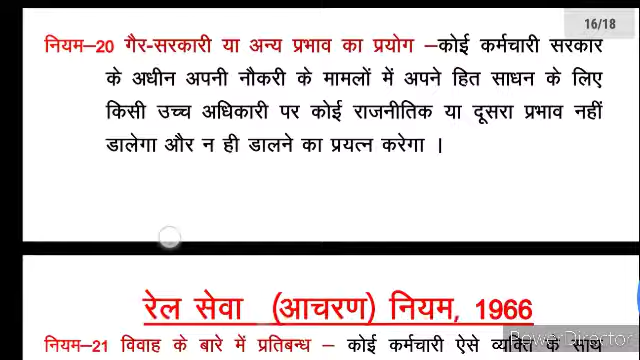 16/18
नियम–20 गैर-सरकारी या अन्य प्रभाव का प्रयोग –कोई कर्मचारी सरकार
के अधीन अपनी नौकरी के मामलों में अपने हित साधन के लिए
किसी उच्च अधिकारी पर कोई राजनीतिक या दूसरा प्रभाव नहीं
डालेगा और न ही डालने का प्रयत्न करेगा ।
रेल सेवा (आचरण) नियम, 1966
PowerDirector
नियम–21 विवाह के बारे में प्रतिबन्ध – कोई कर्मचारी ऐसे व्यक्ति के साथ